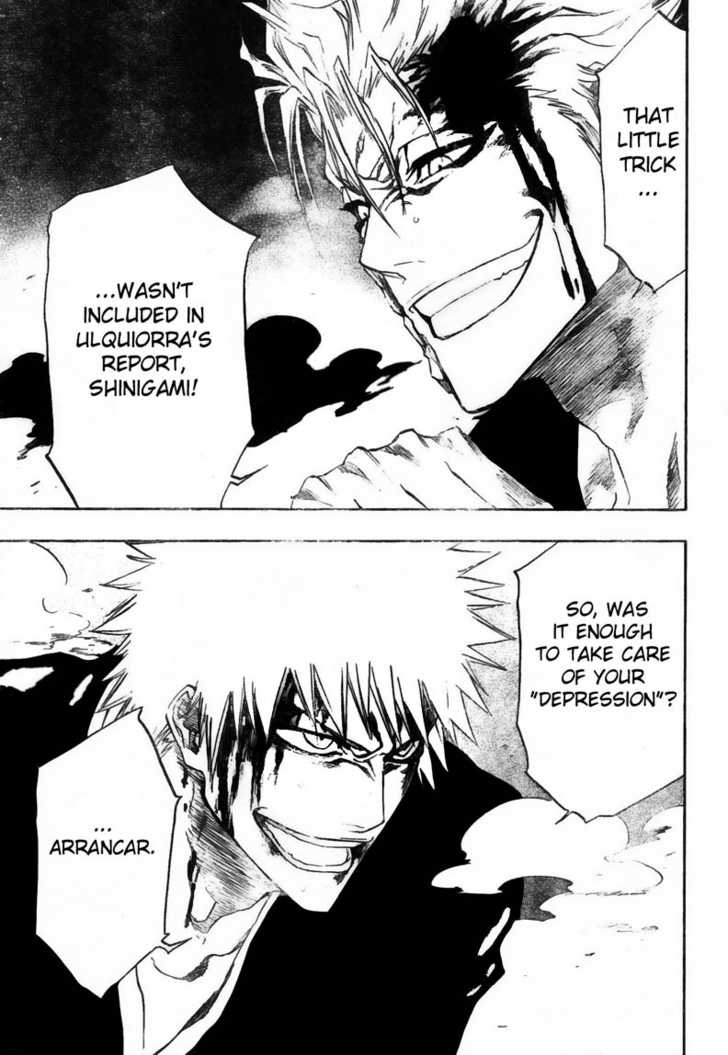 THAT
LITTLE
TRICK
...
...WASN'T
INCLUDED IN
ULQUIORRA'S
REPORT,
SHINIGAMI!
SO, WAS
IT ENOUGH
TO TAKE CARE
OF YOUR
"DEPRESSION"?
...
ARRANCAR.